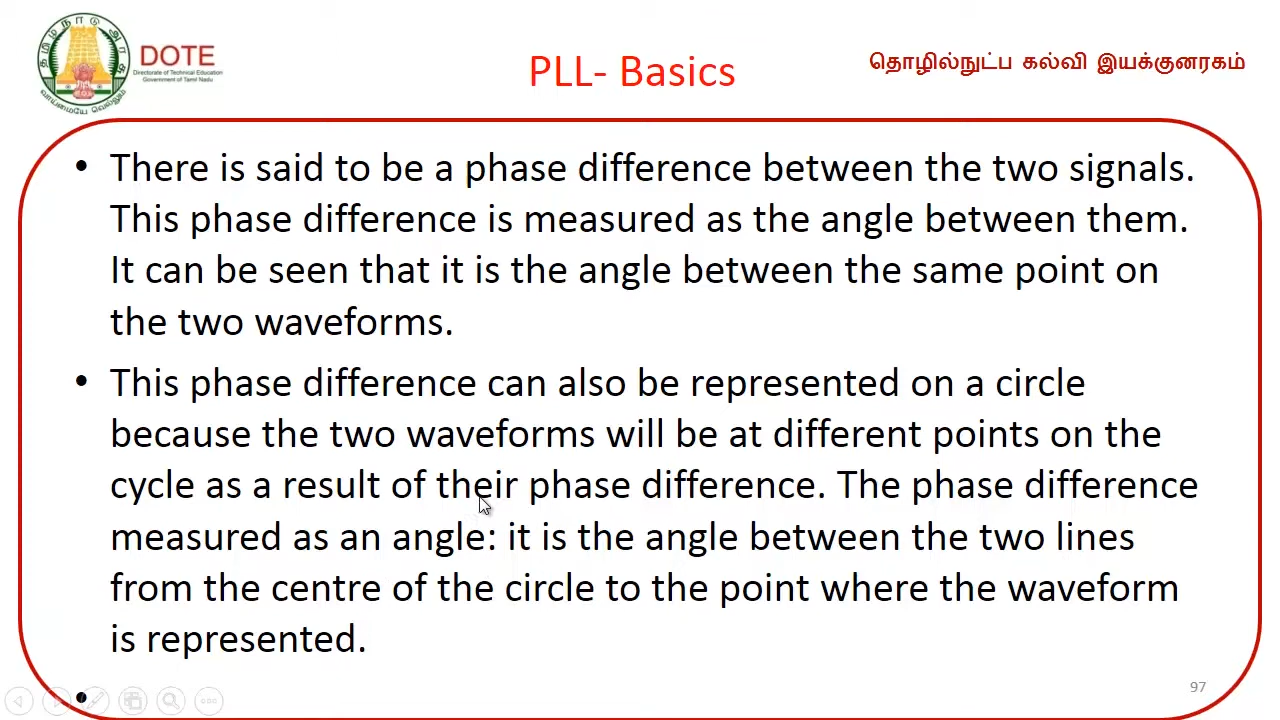 தமிழ்நாடு அரசு
வாய்மையே வெல்லும்
DOTE
Directorate of Technical Education
Government of Tamil Nadu
PLL- Basics
தொழில்நுட்ப கல்வி இயக்குனரகம்
• There is said to be a phase difference between the two signals.
This phase difference is measured as the angle between them.
It can be seen that it is the angle between the same point on
the two waveforms.
• This phase difference can also be represented on a circle
because the two waveforms will be at different points on the
cycle as a result of their phase difference. The phase difference
measured as an angle: it is the angle between the two lines
from the centre of the circle to the point where the waveform
is represented.
•
97